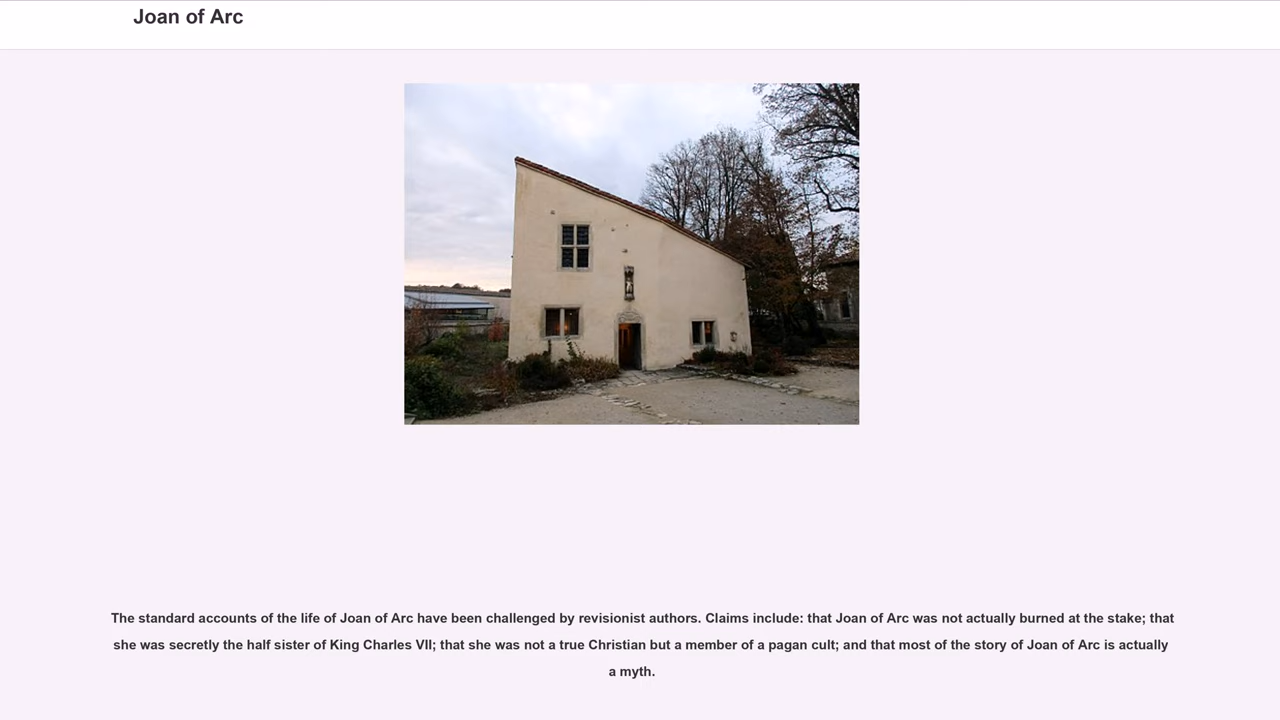 Joan of Arc
The standard accounts of the life of Joan of Arc have been challenged by revisionist authors. Claims include: that Joan of Arc was not actually burned at the stake; that
she was secretly the half sister of King Charles VII; that she was not a true Christian but a member of a pagan cult; and that most of the story of Joan of Arc is actually
a myth.